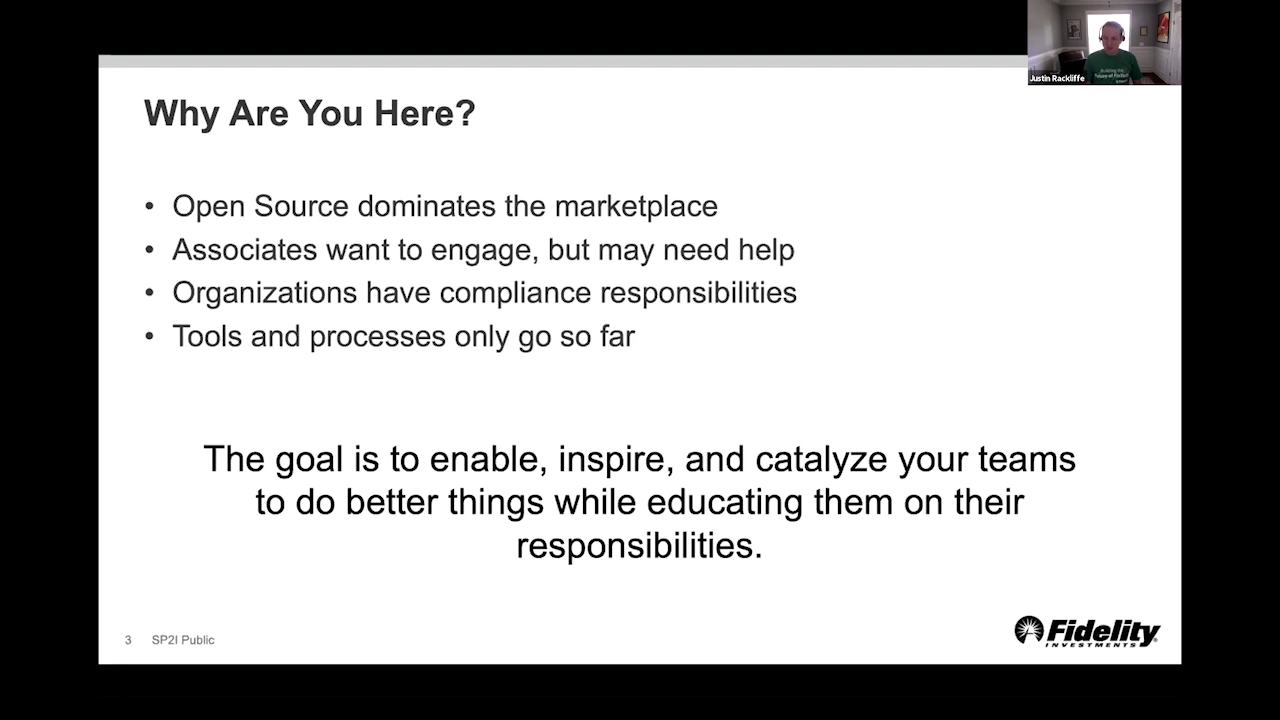 Justin Rackliffe
Why Are You Here?
• Open Source dominates the marketplace
• Associates want to engage, but may need help
• Organizations have compliance responsibilities
• Tools and processes only go so far
The goal is to enable, inspire, and catalyze your teams
to do better things while educating them on their
responsibilities.
3 SP2I Public
Fidelity
INVESTMENTS